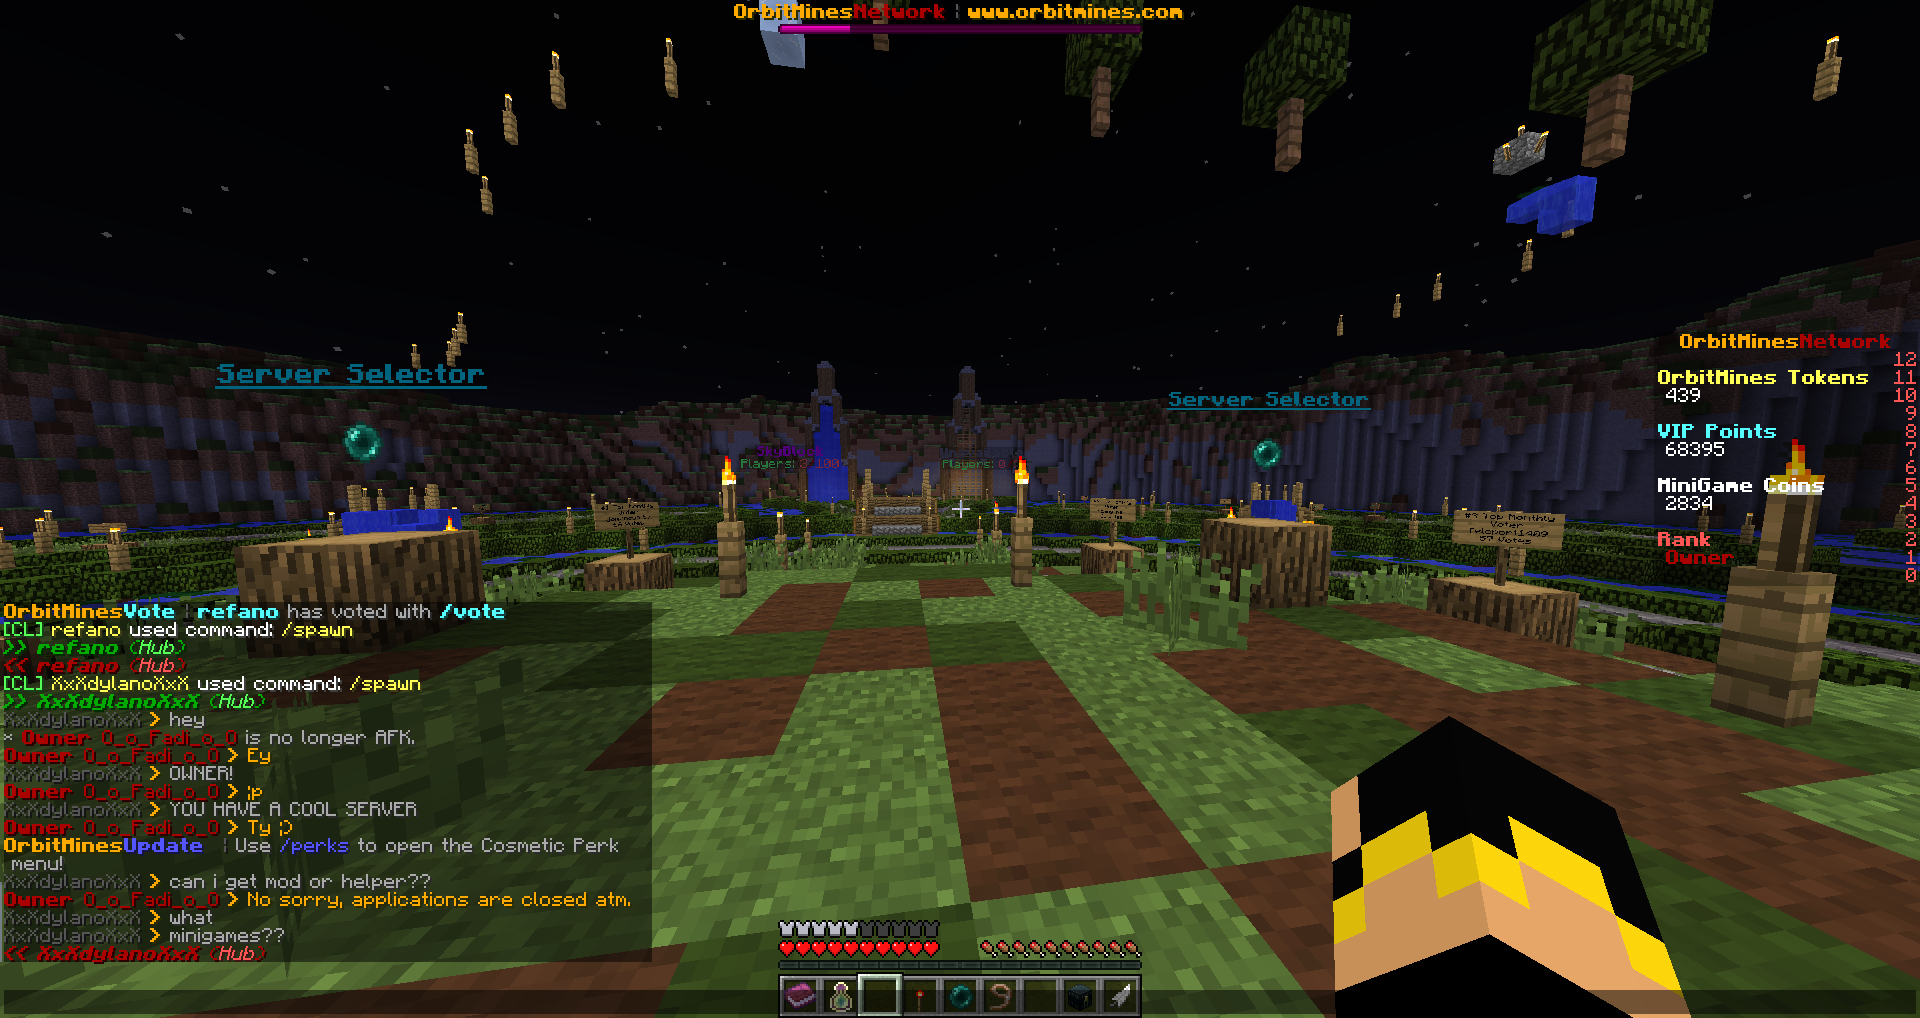 OrbitMinesNetwork | www.orbitmines.com
Server Selector
Server Selector
Players: 0
OrbitMinesNetwork
12
OrbitMines Tokens 11
439 10
9
VIP Points 8
68395 7
6
MiniGame Coins 5
2834 4
3
Rank 2
Owner 1
0
Voter
OrbitMinesVote | refano has voted with /vote
[CL] refano used command: /spawn
>> refano (Hub)
<< refano (Hub)
[CL] XxXdylanoXxX used command: /spawn
>> XxXdylanoXxX (Hub)
XxXdylanoXxX > hey
* Owner O_o_Fadi_o_O is no longer AFK.
Owner O_o_Fadi_o_O > Ey
XxXdylanoXxX > OWNER!
Owner O_o_Fadi_o_O > ;p
XxXdylanoXxX > YOU HAVE A COOL SERVER
Owner O_o_Fadi_o_O > Ty ;)
OrbitMinesUpdate | Use /perks to open the Cosmetic Perk
menu!
XxXdylanoXxX > can i get mod or helper??
Owner O_o_Fadi_o_O > No sorry, applications are closed atm.
XxXdylanoXxX > what
XxXdylanoXxX > minigames??
<< XxXdylanoXxX (Hub)